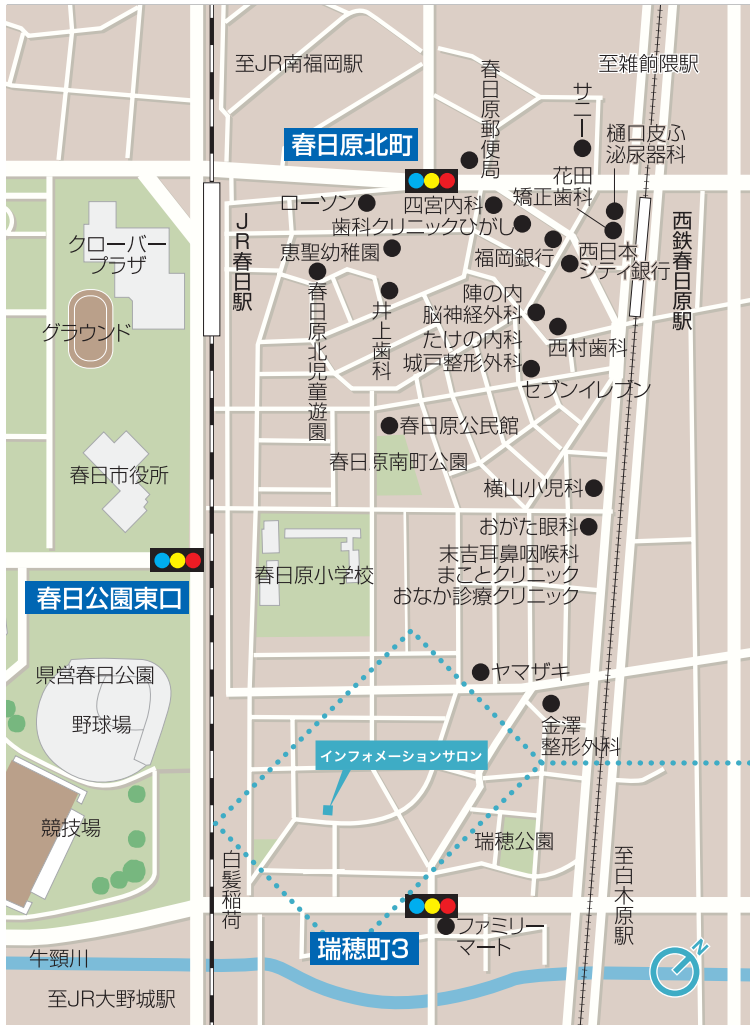 至JR南福岡駅
至雑餉隈駅
春日原郵便局
サニー
春日原北町
樋口皮ふ
泌尿器科
花田
矯正歯科
ローソン
四宮内科
歯科クリニックひがし
JR春日駅
西鉄春日原駅
クローバー
プラザ
恵聖幼稚園
福岡銀行
西日本
シティ銀行
グラウンド
春日原北児童遊園
井上歯科
陣の内
脳神経外科
たけの内科
城戸整形外科
西村歯科
セブンイレブン
春日原公民館
春日原南町公園
春日市役所
横山小児科
おがた眼科
末吉耳鼻咽喉科
まことクリニック
おなか診療クリニック
春日原小学校
春日公園東口
県営春日公園
野球場
ヤマザキ
金澤
整形外科
インフォメーションサロン
競技場
瑞穂公園
白髪稲荷
至白木原駅
ファミリー
マート
瑞穂町3
牛頸川
至JR大野城駅
N